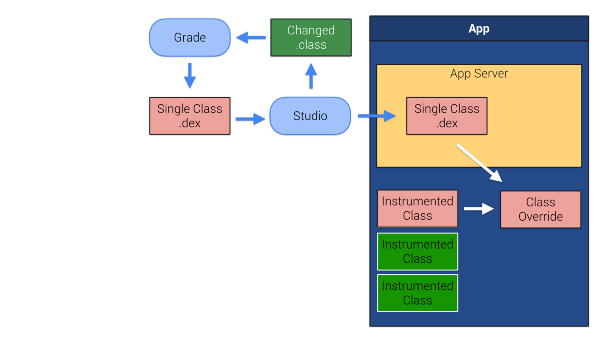 Grade
Changed
.class
Single Class
.dex
Studio
App
App Server
Single Class
.dex
Instrumented
Class
Class
Override
Instrumented
Class
Instrumented
Class